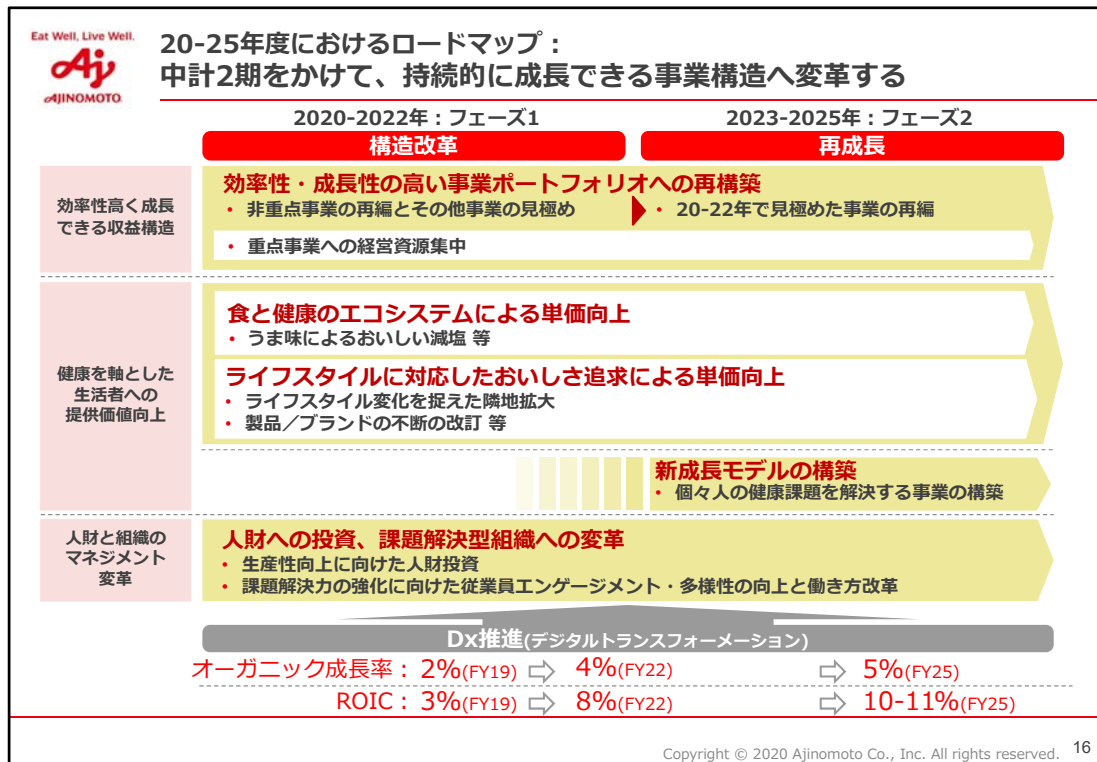 Eat Well, Live Well.
Aj
AJINOMOTO
20-25年度におけるロードマップ：
中計2期をかけて、持続的に成長できる事業構造へ変革する
2020-2022年：フェーズ1
2023-2025年：フェーズ2
構造改革
再成長
効率性高く成長
できる収益構造
効率性・成長性の高い事業ポートフォリオへの再構築
• 非重点事業の再編とその他事業の見極め
• 20-22年で見極めた事業の再編
• 重点事業への経営資源集中
健康を軸とした
生活者への
提供価値向上
食と健康のエコシステムによる単価向上
• うま味によるおいしい減塩 等
ライフスタイルに対応したおいしさ追求による単価向上
• ライフスタイル変化を捉えた隣地拡大
• 製品／ブランドの不断の改訂 等
新成長モデルの構築
• 個々人の健康課題を解決する事業の構築
人財と組織の
マネジメント
変革
人財への投資、課題解決型組織への変革
• 生産性向上に向けた人財投資
• 課題解決力の強化に向けた従業員エンゲージメント・多様性の向上と働き方改革
Dx推進(デジタルトランスフォーメーション)
オーガニック成長率：2%(FY19) ⇨ 4%(FY22) ⇨ 5%(FY25)
ROIC：3%(FY19) ⇨ 8%(FY22) ⇨ 10-11%(FY25)
Copyright © 2020 Ajinomoto Co., Inc. All rights reserved. 16